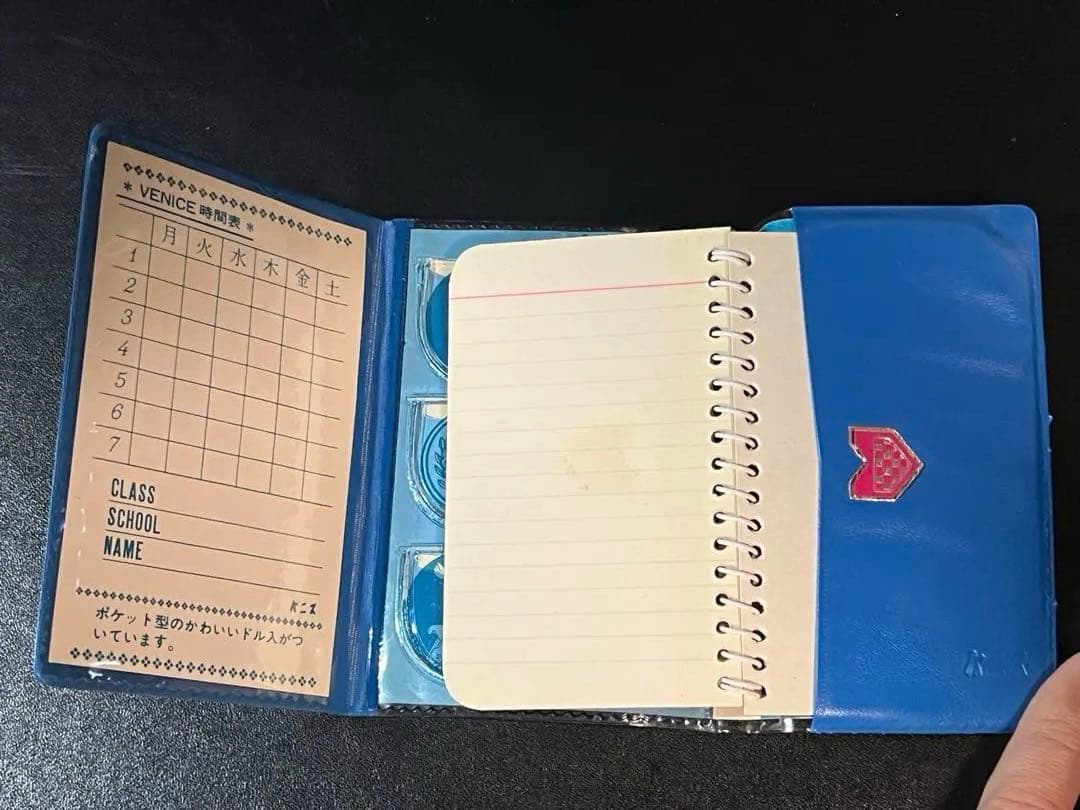 * VENICE 時間表 *
月 火 水 木 金 土
1
2
3
4
5
6
7
CLASS
SCHOOL
NAME
バニス
ポケット型のかわいいドル入がつ
いています。